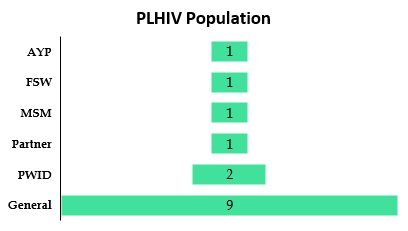 PLHIV Population
AYP 1
FSW 1
MSM 1
Partner 1
PWID 2
General 9